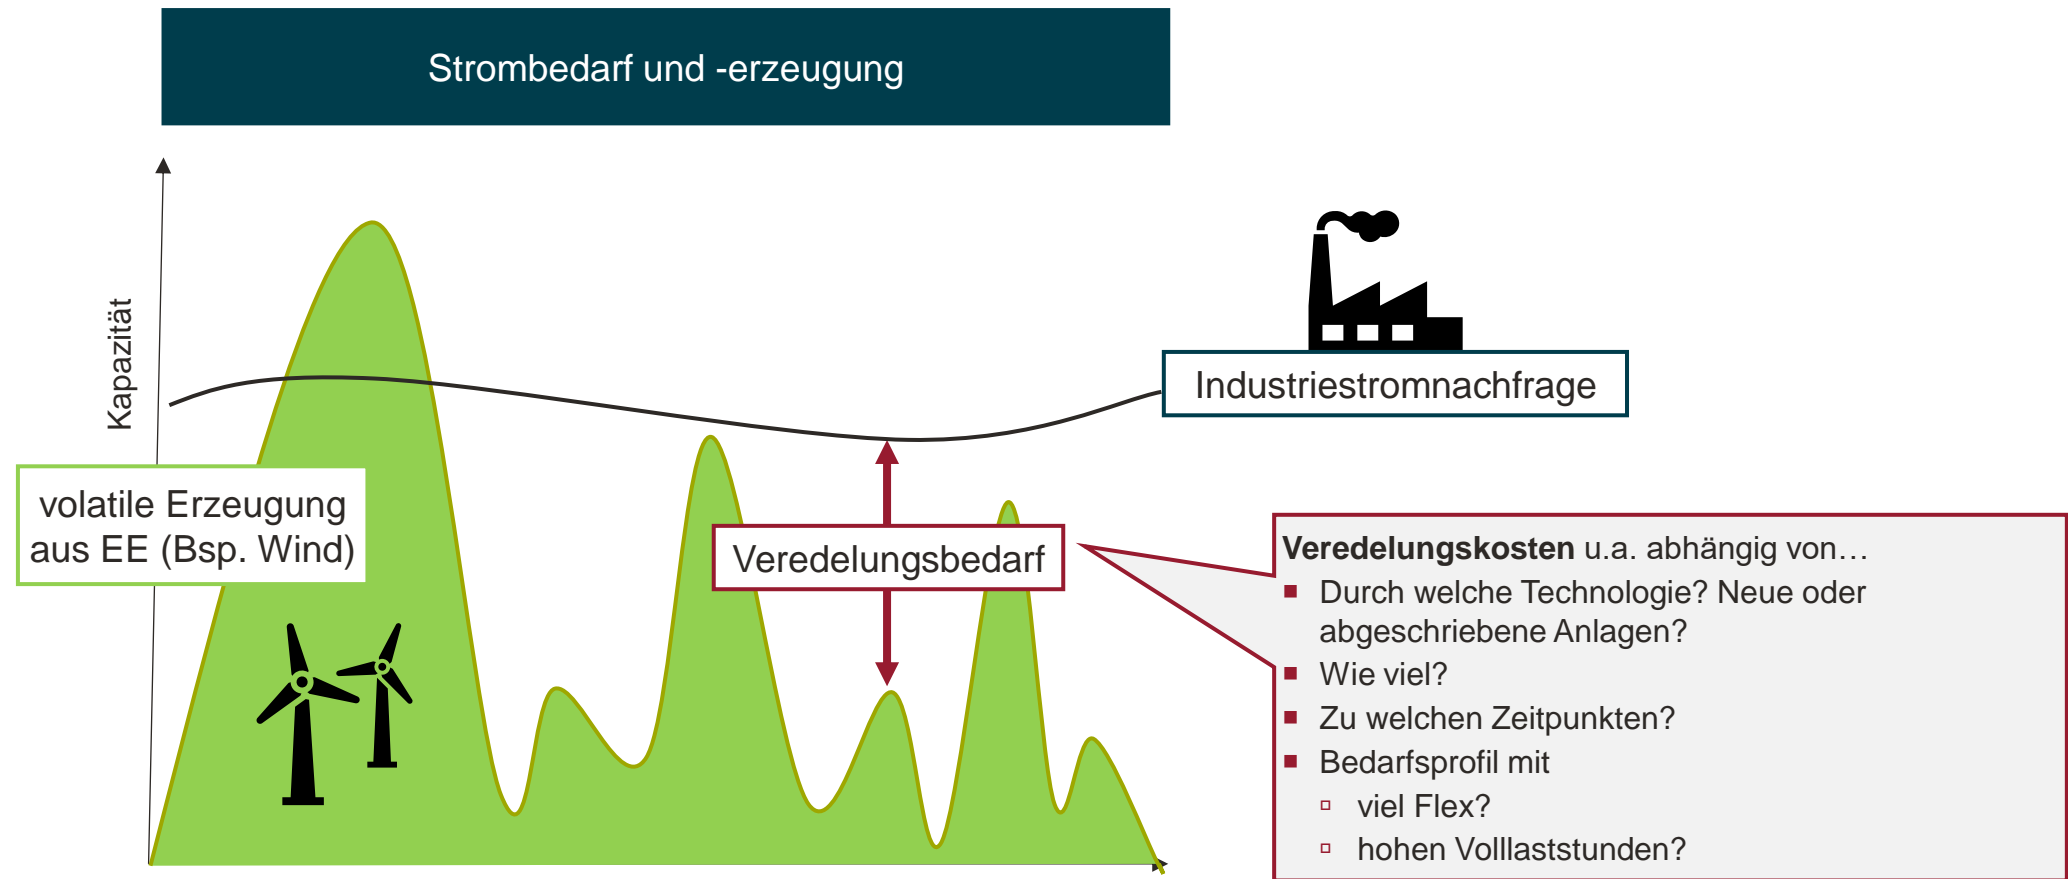 Strombedarf und -erzeugung
Kapazität
Industriestromnachfrage
volatile Erzeugung
aus EE (Bsp. Wind)
Veredelungsbedarf
Veredelungskosten u.a. abhängig von…
Durch welche Technologie? Neue oder
abgeschriebene Anlagen?
Wie viel?
Zu welchen Zeitpunkten?
Bedarfsprofil mit
viel Flex?
hohen Volllaststunden?